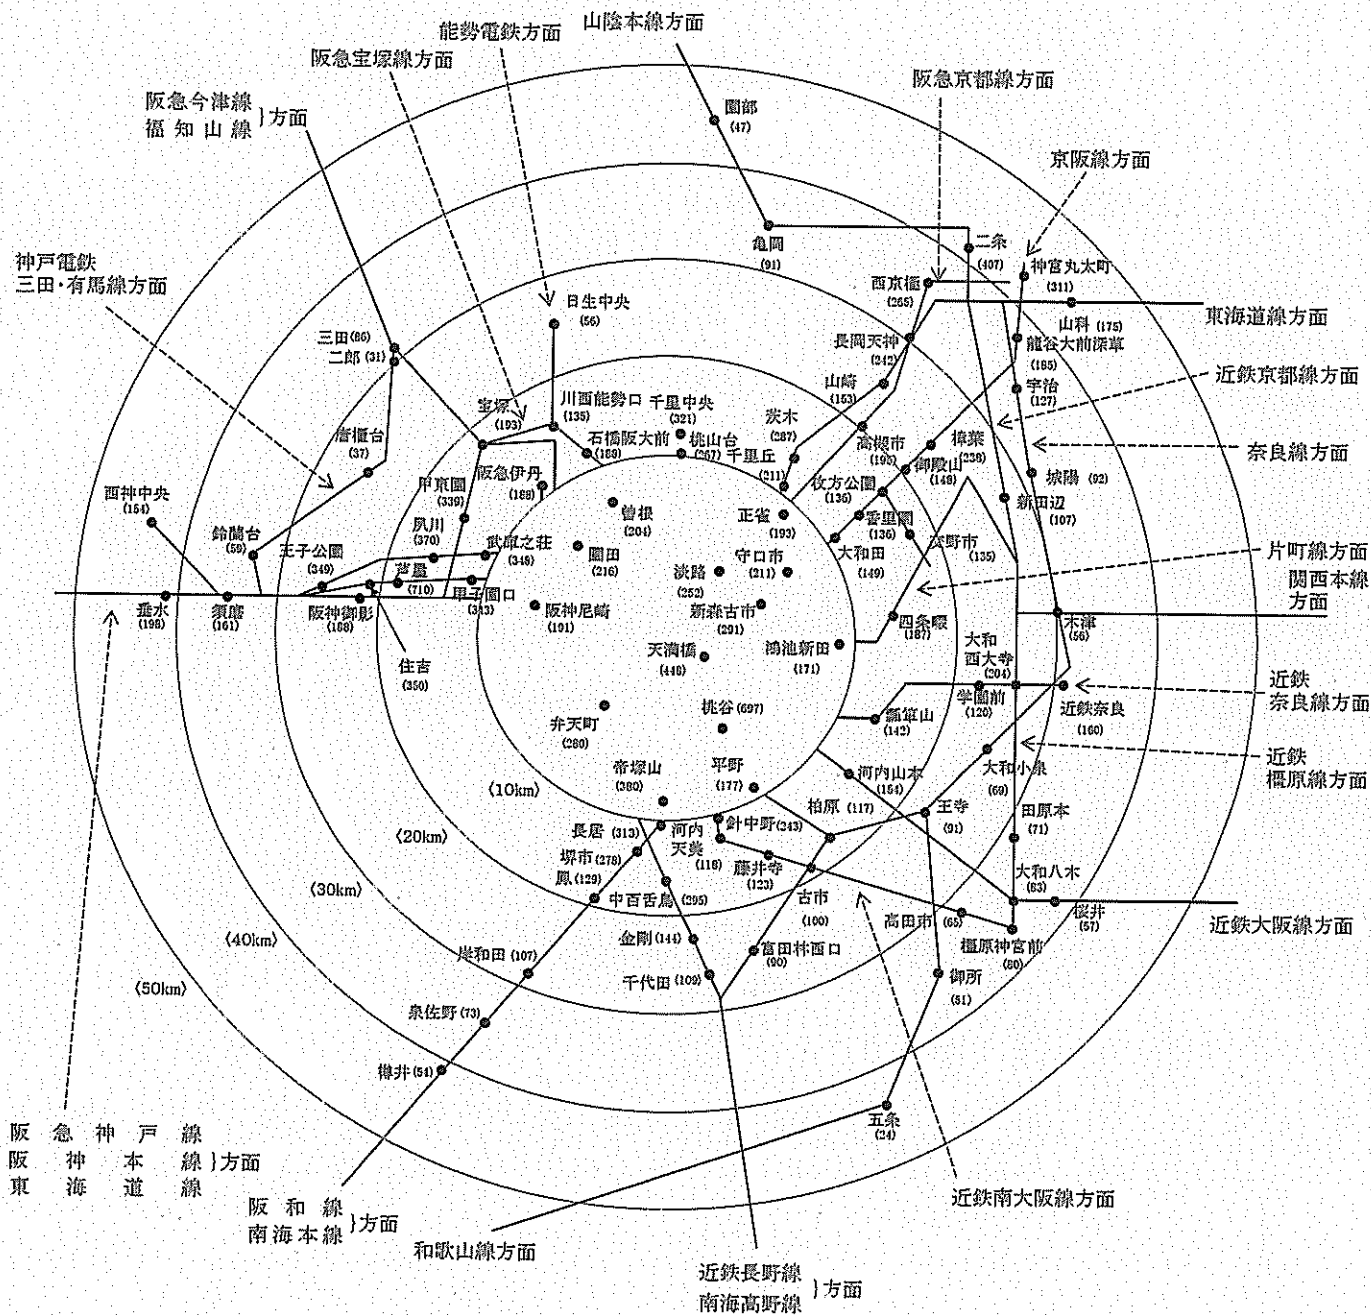 能勢電鉄方面
山陰本線方面
阪急宝塚線方面
阪急京都線方面
阪急今津線
福知山線
}方面
園部
(47)
京阪線方面
亀岡
(91)
二条
(407)
神宮丸太町
(311)
神戸電鉄
三田・有馬線方面
西京極
(265)
日生中央
(56)
山科 (175)
東海道線方面
長岡天神
(242)
龍谷大前深草
(185)
三田 (86)
二郎 (31)
山崎
(153)
近鉄京都線方面
宇治
(127)
宝塚
(193)
川西能勢口
(135)
千里中央
(321)
茨木
(287)
高槻市
(195)
樟葉
(238)
奈良線方面
唐櫃台
(37)
石橋阪大前
(188)
桃山台
(267)
千里丘
(211)
御殿山
(148)
城陽 (92)
西神中央
(154)
甲東園
(339)
阪急伊丹
(188)
枚方公園
(136)
新田辺
(107)
鈴蘭台
(59)
夙川
(370)
曽根
(204)
正雀
(193)
香里園
(136)
交野市
(135)
王子公園
(349)
武庫之荘
(348)
園田
(216)
守口市
(211)
大和田
(149)
片町線方面
芦屋
(710)
甲子園口
(343)
淡路
(252)
関西本線
方面
垂水
(198)
須磨
(161)
阪神御影
(188)
阪神尼崎
(191)
新森古市
(291)
四条畷
(187)
木津
(56)
住吉
(350)
天満橋
(446)
鴻池新田
(171)
大和
西大寺
(204)
学園前
(126)
近鉄奈良
(160)
近鉄
奈良線方面
弁天町
(280)
桃谷 (697)
瓢箪山
(142)
近鉄
橿原線方面
帝塚山
(380)
平野
(177)
河内山本
(154)
大和小泉
(69)
〈10km〉
柏原 (117)
王寺
(91)
田原本
(71)
長居 (313)
河内
天美
(118)
針中野 (243)
〈20km〉
堺市 (278)
鳳 (129)
藤井寺
(123)
大和八木
(83)
〈30km〉
中百舌鳥 (295)
古市
(100)
高田市 (65)
桜井
(57)
近鉄大阪線方面
〈40km〉
金剛 (144)
富田林西口
(90)
橿原神宮前
(80)
〈50km〉
岸和田 (107)
千代田 (109)
御所
(51)
泉佐野 (73)
樽井 (54)
五条
(24)
阪急神戸線
阪神本線
東海道線
}方面
阪和線
南海本線
}方面
和歌山線方面
近鉄南大阪線方面
近鉄長野線
南海高野線
}方面